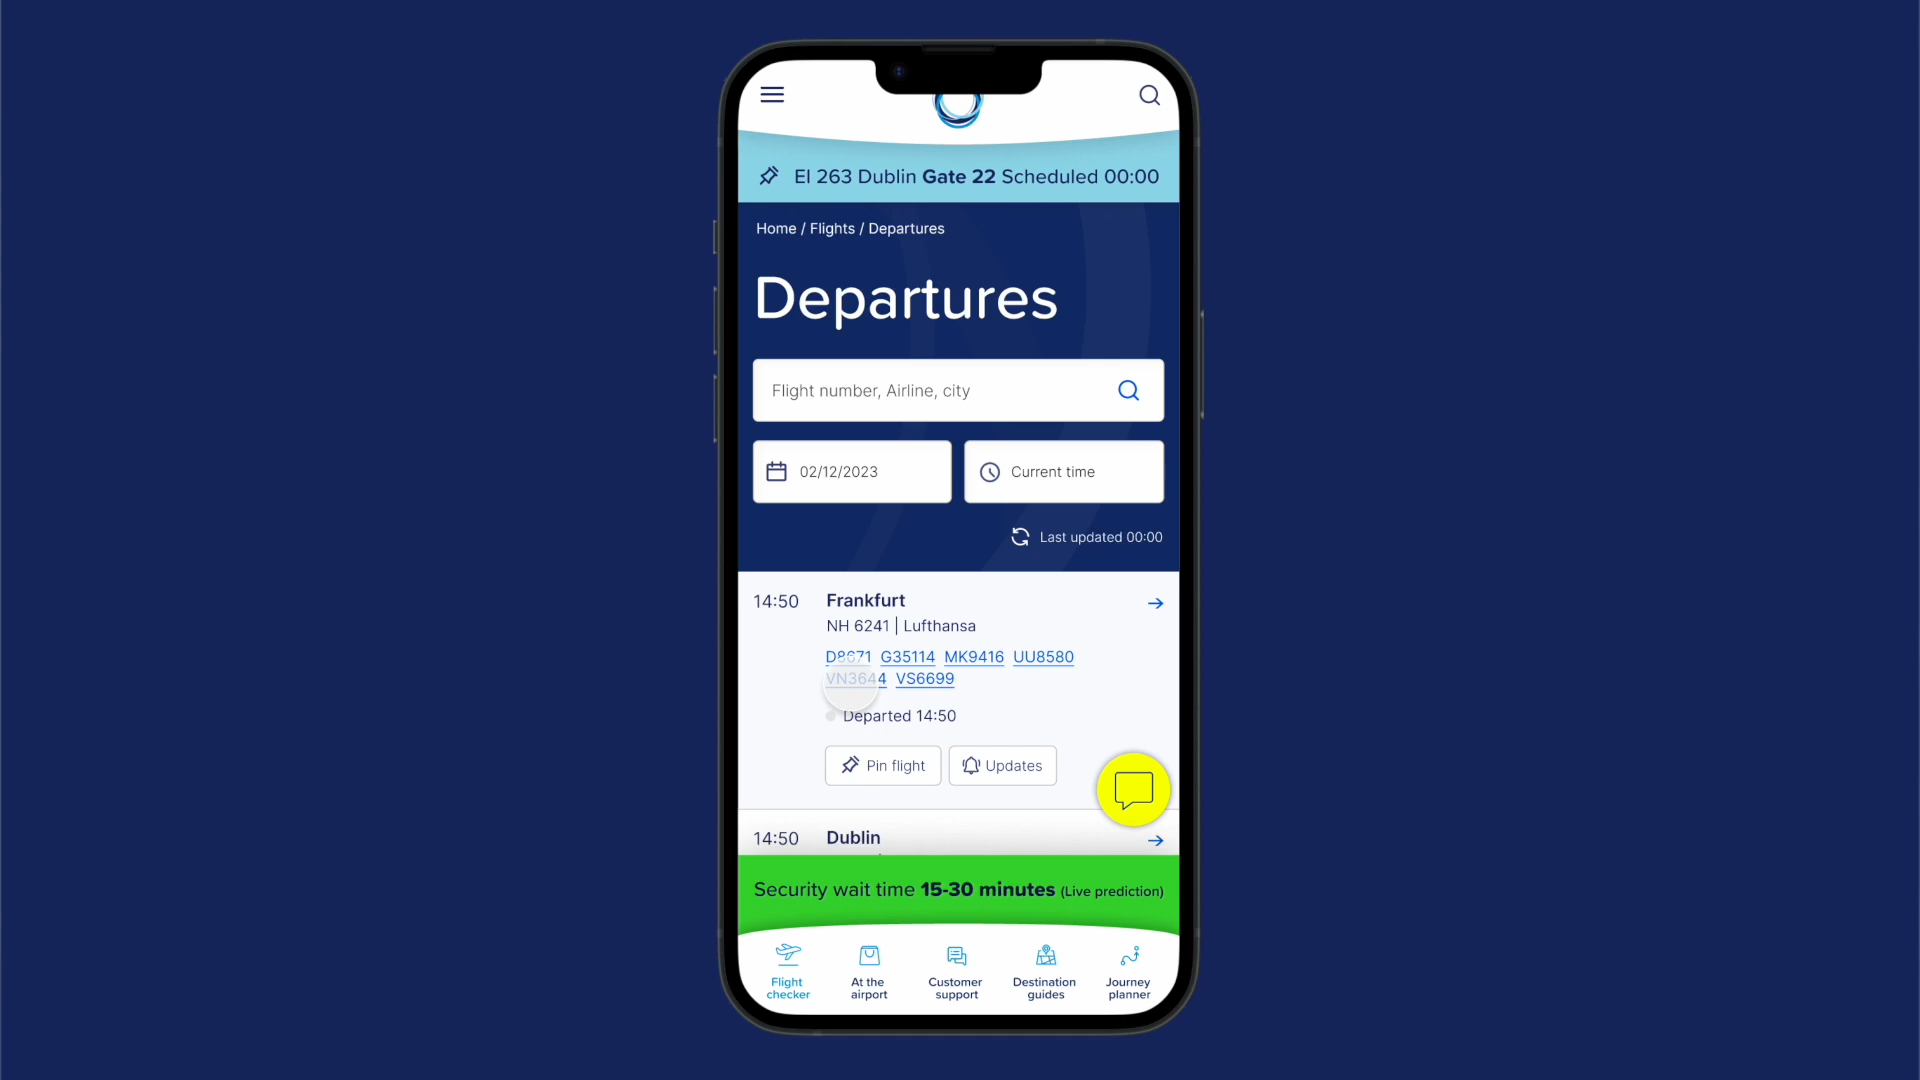 EI 263 Dublin Gate 22 Scheduled 00:00
Home / Flights / Departures
Departures
Flight number, Airline, city
02/12/2023
Current time
Last updated 00:00
14:50
Frankfurt
NH 6241 | Lufthansa
D8671 G35114 MK9416 UU8580
VN3644 VS6699
Departed 14:50
Pin flight
Updates
14:50
Dublin
Security wait time 15-30 minutes (Live prediction)
Flight checker
At the airport
Customer support
Destination guides
Journey planner